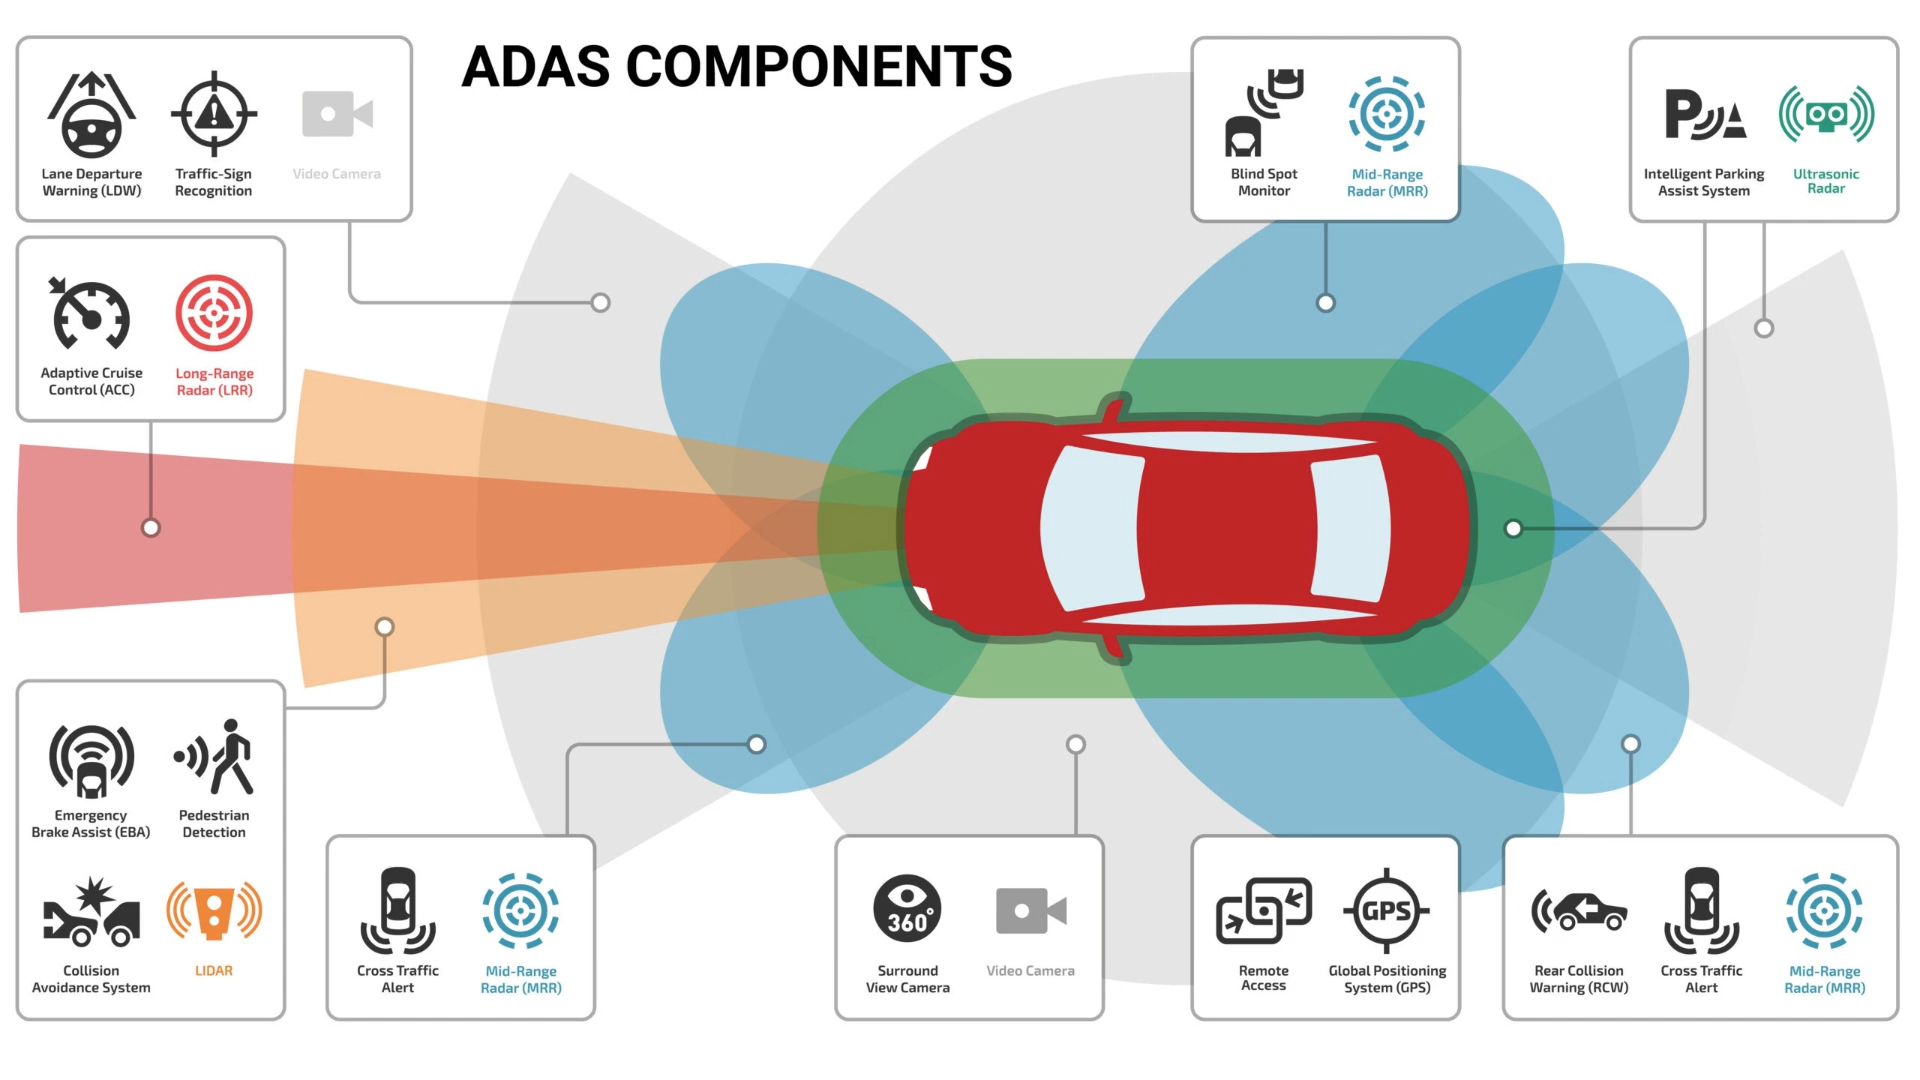 ADAS COMPONENTS
Lane Departure
Warning (LDW)
Traffic-Sign
Recognition
Video Camera
Blind Spot
Monitor
Mid-Range
Radar (MRR)
P
Intelligent Parking
Assist System
Ultrasonic
Radar
Adaptive Cruise
Control (ACC)
Long-Range
Radar (LRR)
Emergency
Brake Assist (EBA)
Pedestrian
Detection
Collision
Avoidance System
LIDAR
Cross Traffic
Alert
Mid-Range
Radar (MRR)
360°
Surround
View Camera
Video Camera
Remote
Access
GPS
Global Positioning
System (GPS)
Rear Collision
Warning (RCW)
Cross Traffic
Alert
Mid-Range
Radar (MRR)